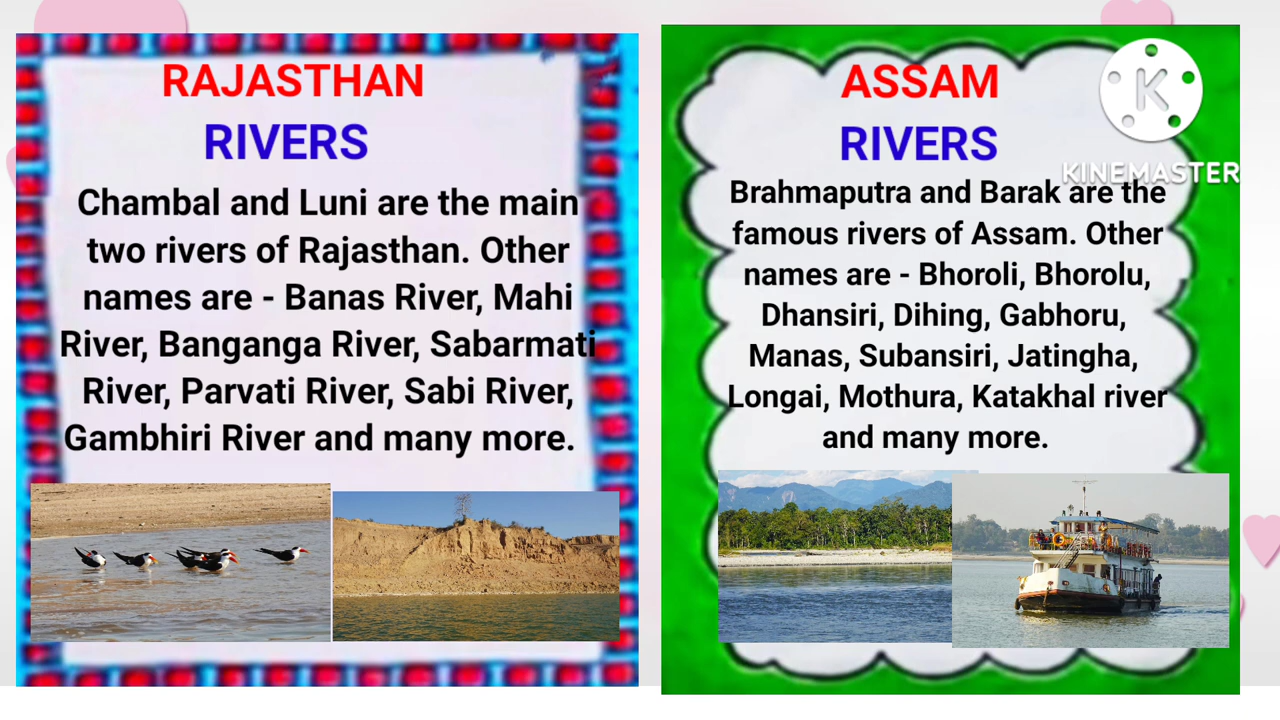 RAJASTHAN
RIVERS
Chambal and Luni are the main
two rivers of Rajasthan. Other
names are - Banas River, Mahi
River, Banganga River, Sabarmati
River, Parvati River, Sabi River,
Gambhiri River and many more.
ASSAM
RIVERS
K
KINEMASTER
Brahmaputra and Barak are the
famous rivers of Assam. Other
names are - Bhoroli, Bhorolu,
Dhansiri, Dihing, Gabhoru,
Manas, Subansiri, Jatingha,
Longai, Mothura, Katakhal river
and many more.